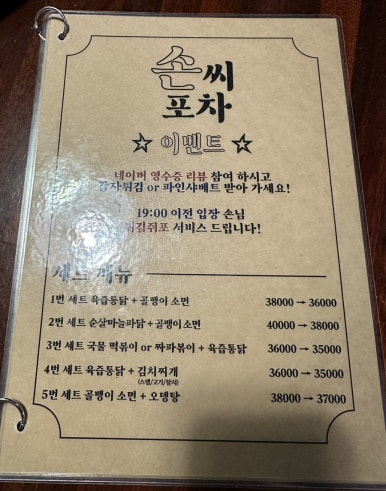 손씨
포차
☆ 이벤트 ☆
네이버 영수증 리뷰 참여 하시고
감자튀김 or 파인샤베트 받아 가세요!
19:00 이전 입장 손님
서비스 드립니다!
세트 메뉴
1번 세트 육즙통닭 + 골뱅이 소면 38000 → 36000
2번 세트 순살마늘파닭 + 골뱅이소면 40000 → 38000
3번 세트 국물 떡볶이 or 짜파볶이 + 육즙통닭 36000 → 35000
4번 세트 육즙통닭 + 김치찌개 36000 → 35000
(스팸/고기/참치)
5번 세트 골뱅이 소면 + 오뎅탕 38000 → 37000